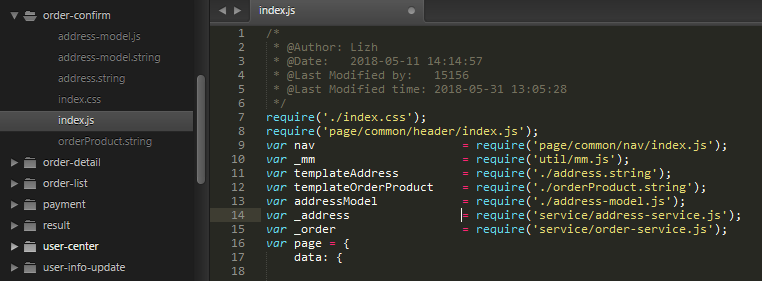 order-confirm
address-model.js
address-model.string
address.string
index.css
index.js
orderProduct.string
order-detail
order-list
payment
result
user-center
user-info-update
index.js
1 /*
2  * @Author: Lizh
3  * @Date:   2018-05-11 14:14:57
4  * @Last Modified by:   15156
5  * @Last Modified time: 2018-05-31 13:05:28
6  */
7 require('./index.css');
8 require('page/common/header/index.js');
9 var nav                     = require('page/common/nav/index.js');
10 var _mm                     = require('util/mm.js');
11 var templateAddress         = require('./address.string');
12 var templateOrderProduct    = require('./orderProduct.string');
13 var addressModel            = require('./address-model.js');
14 var _address                = require('service/address-service.js');
15 var _order                  = require('service/order-service.js');
16 var page = {
17     data: {
18